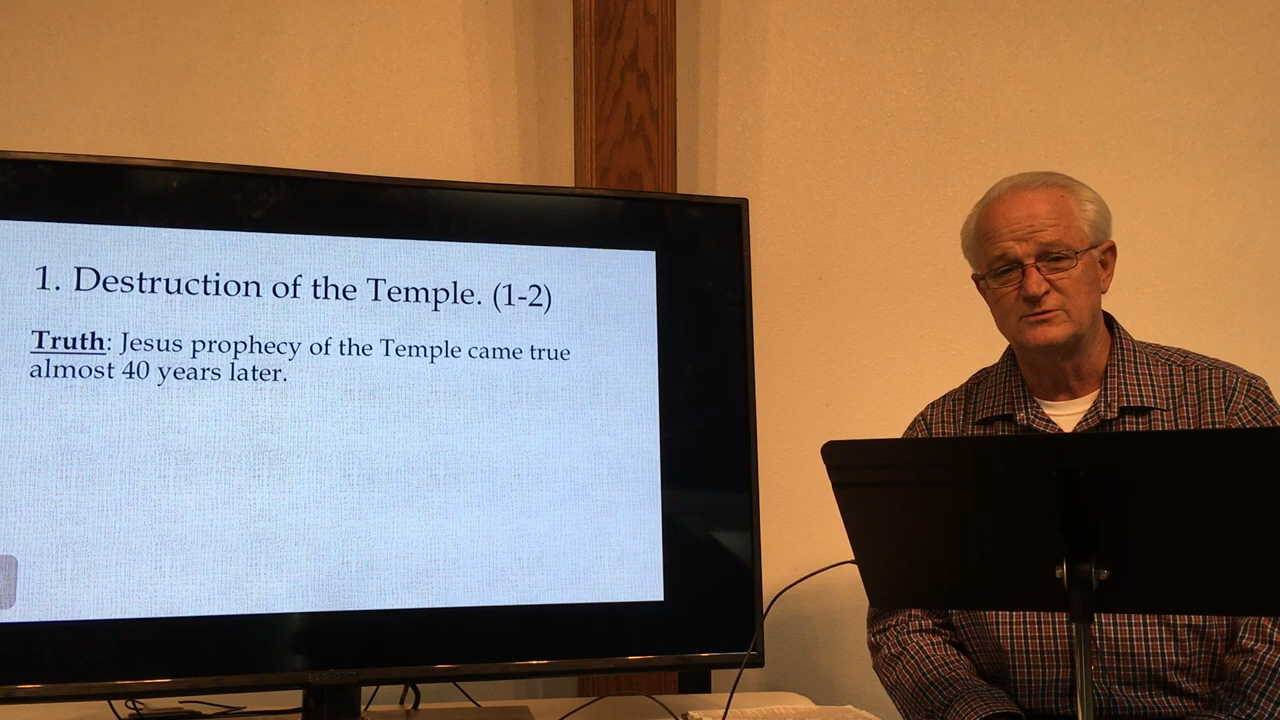 1. Destruction of the Temple. (1-2)
Truth: Jesus prophecy of the Temple came true
almost 40 years later.